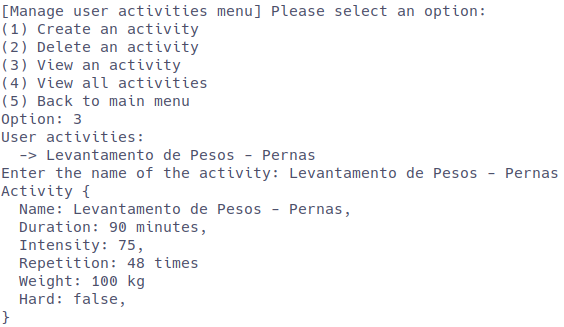 [Manage user activities menu] Please select an option:
(1) Create an activity
(2) Delete an activity
(3) View an activity
(4) View all activities
(5) Back to main menu
Option: 3
User activities:
  -> Levantamento de Pesos - Pernas
Enter the name of the activity: Levantamento de Pesos - Pernas
Activity {
  Name: Levantamento de Pesos - Pernas,
  Duration: 90 minutes,
  Intensity: 75,
  Repetition: 48 times
  Weight: 100 kg
  Hard: false,
}